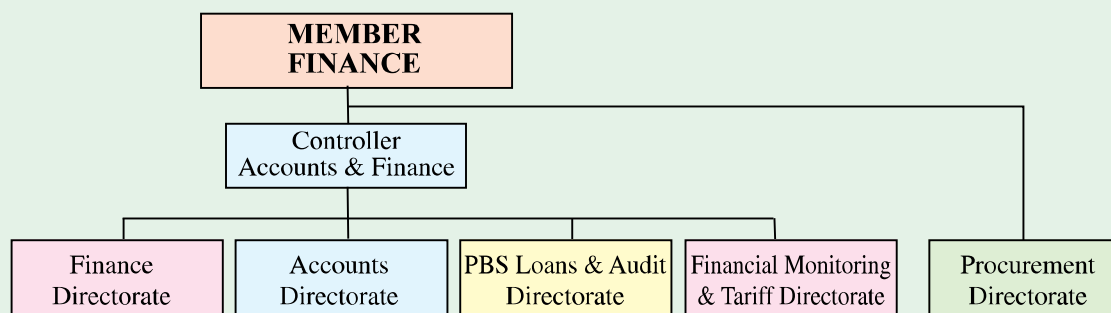 MEMBER
FINANCE
Controller
Accounts & Finance
Finance
Directorate
Accounts
Directorate
PBS Loans & Audit
Directorate
Financial Monitoring
& Tariff Directorate
Procurement
Directorate